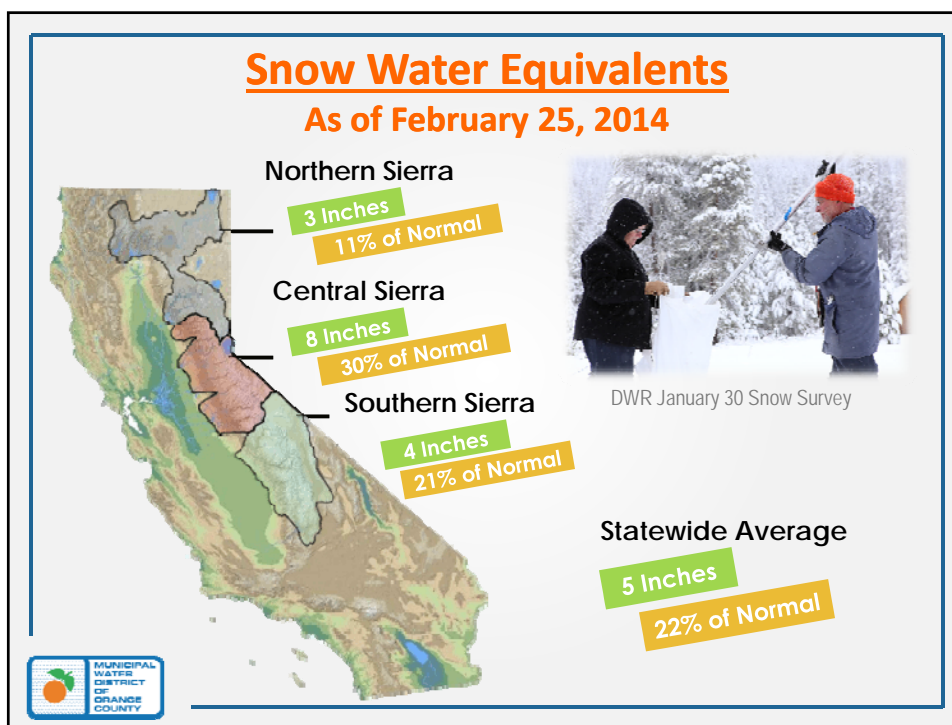 Snow Water Equivalents
As of February 25, 2014
Northern Sierra
3 Inches
11% of Normal
Central Sierra
8 Inches
30% of Normal
Southern Sierra
4 Inches
21% of Normal
DWR January 30 Snow Survey
Statewide Average
5 Inches
22% of Normal
MUNICIPAL
WATER
DISTRICT
OF
ORANGE
COUNTY